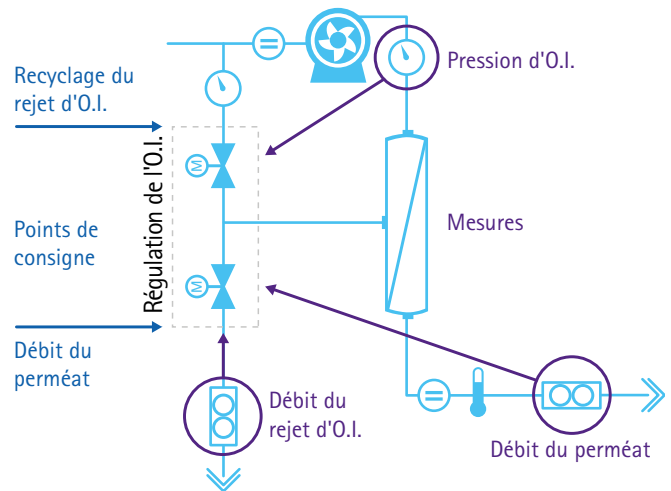 Recyclage du
rejet d'O.I.
Pression d'O.I.
Régulation de l'O.I.
M
Points de
consigne
Mesures
M
Débit du
perméat
Débit du
rejet d'O.I.
Débit du perméat